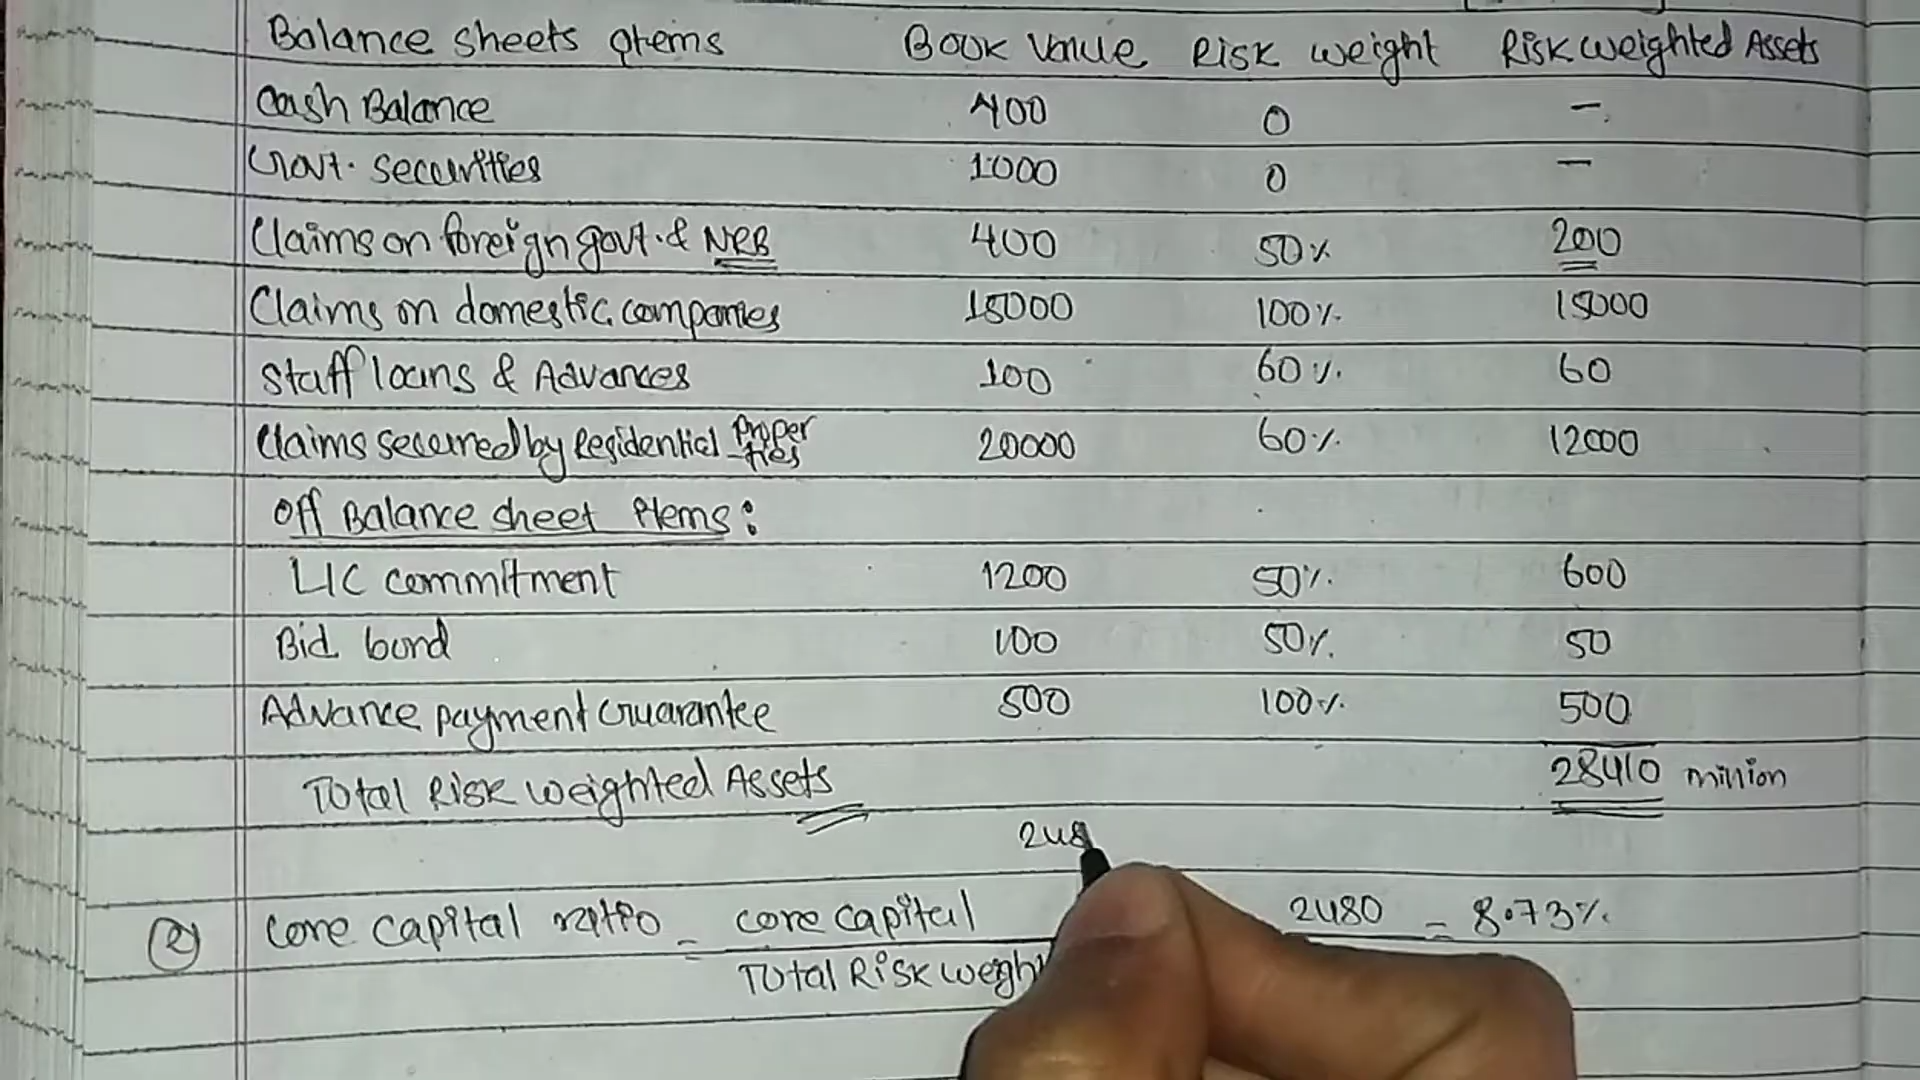 Balance sheets items Book Value Risk weight Risk weighted Assets
Cash Balance 400 0 -
Govt. securities 1000 0 -
Claims on foreign govt. & NRB 400 50% 200
Claims on domestic companies 15000 100% 15000
Staff loans & Advances 100 60% 60
Claims secured by Residential Properties 20000 60% 12000
Off Balance sheet items:
L/C commitment 1200 50% 600
Bid bond 100 50% 50
Advance payment Guarantee 500 100% 500
Total Risk weighted Assets 28410 million
248
core capital ratio = core capital 2480 = 8.73%
Total Risk weigh